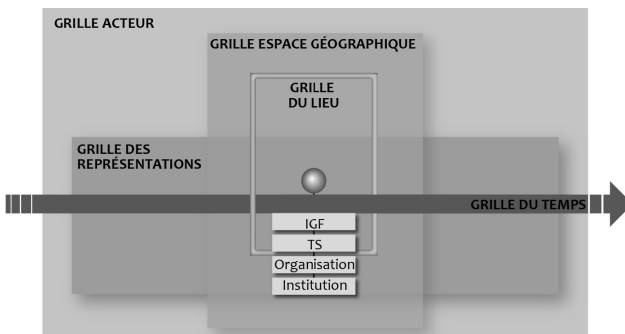 GRILLE ACTEUR
GRILLE ESPACE GÉOGRAPHIQUE
GRILLE
DU LIEU
GRILLE DES
REPRÉSENTATIONS
GRILLE DU TEMPS
IGF
TS
Organisation
Institution